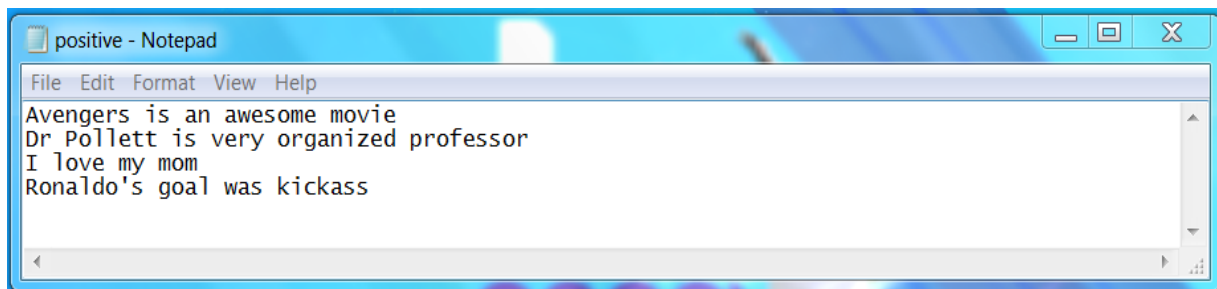 positive - Notepad
File Edit Format View Help
Avengers is an awesome movie
Dr Pollett is very organized professor
I love my mom
Ronaldo's goal was kickass